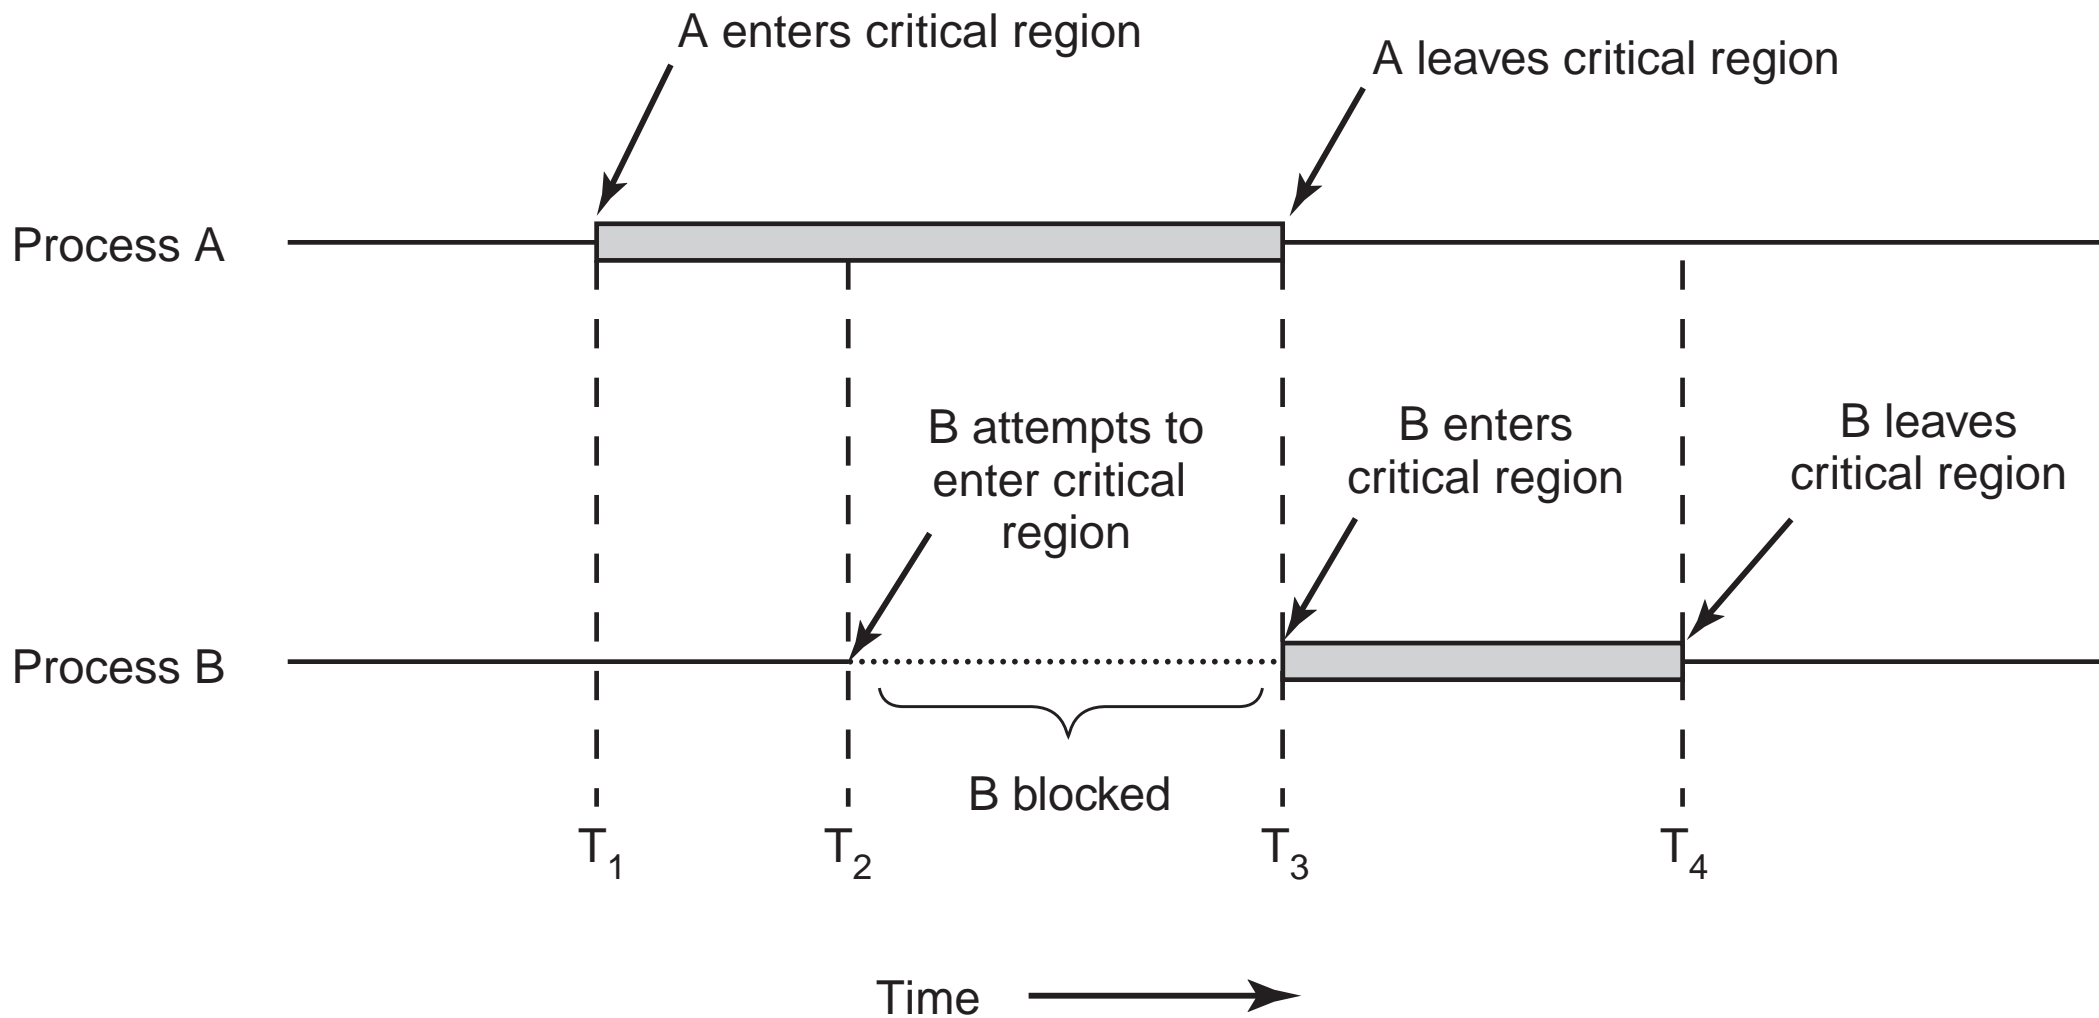 A enters critical region
A leaves critical region
Process A
B attempts to
enter critical
region
B enters
critical region
B leaves
critical region
Process B
B blocked
T1
T2
T3
T4
Time